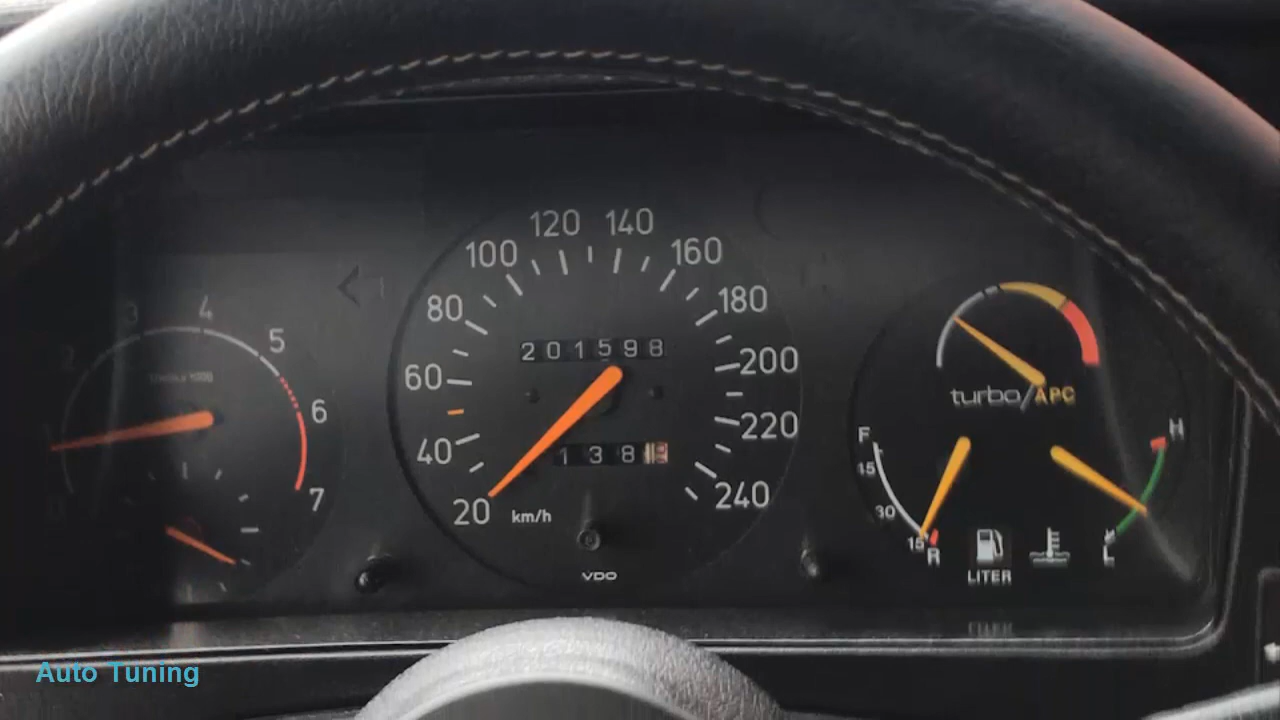 120 140
100 160
80 180
60 200
40 220
20 240
km/h
201598
138
VDO
3 4 5 6 7
turbo/APC
F
45
30
15
R
H
L
LITER
Auto Tuning